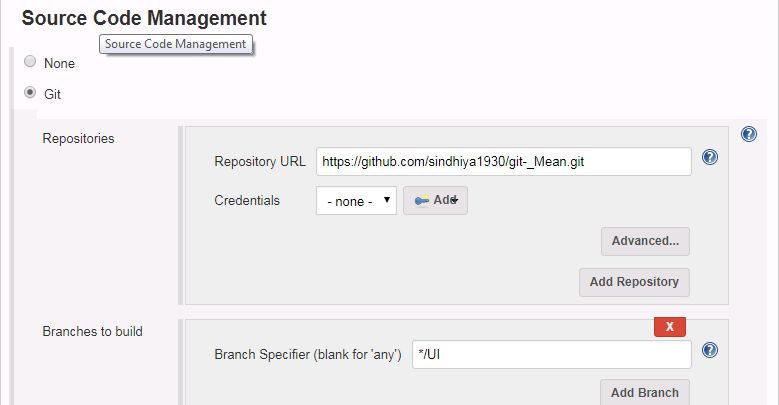 Source Code Management
Source Code Management
None
Git
Repositories
Repository URL https://github.com/sindhiya1930/git-_Mean.git
Credentials - none - Add
Advanced...
Add Repository
Branches to build
X
Branch Specifier (blank for 'any') */UI
Add Branch